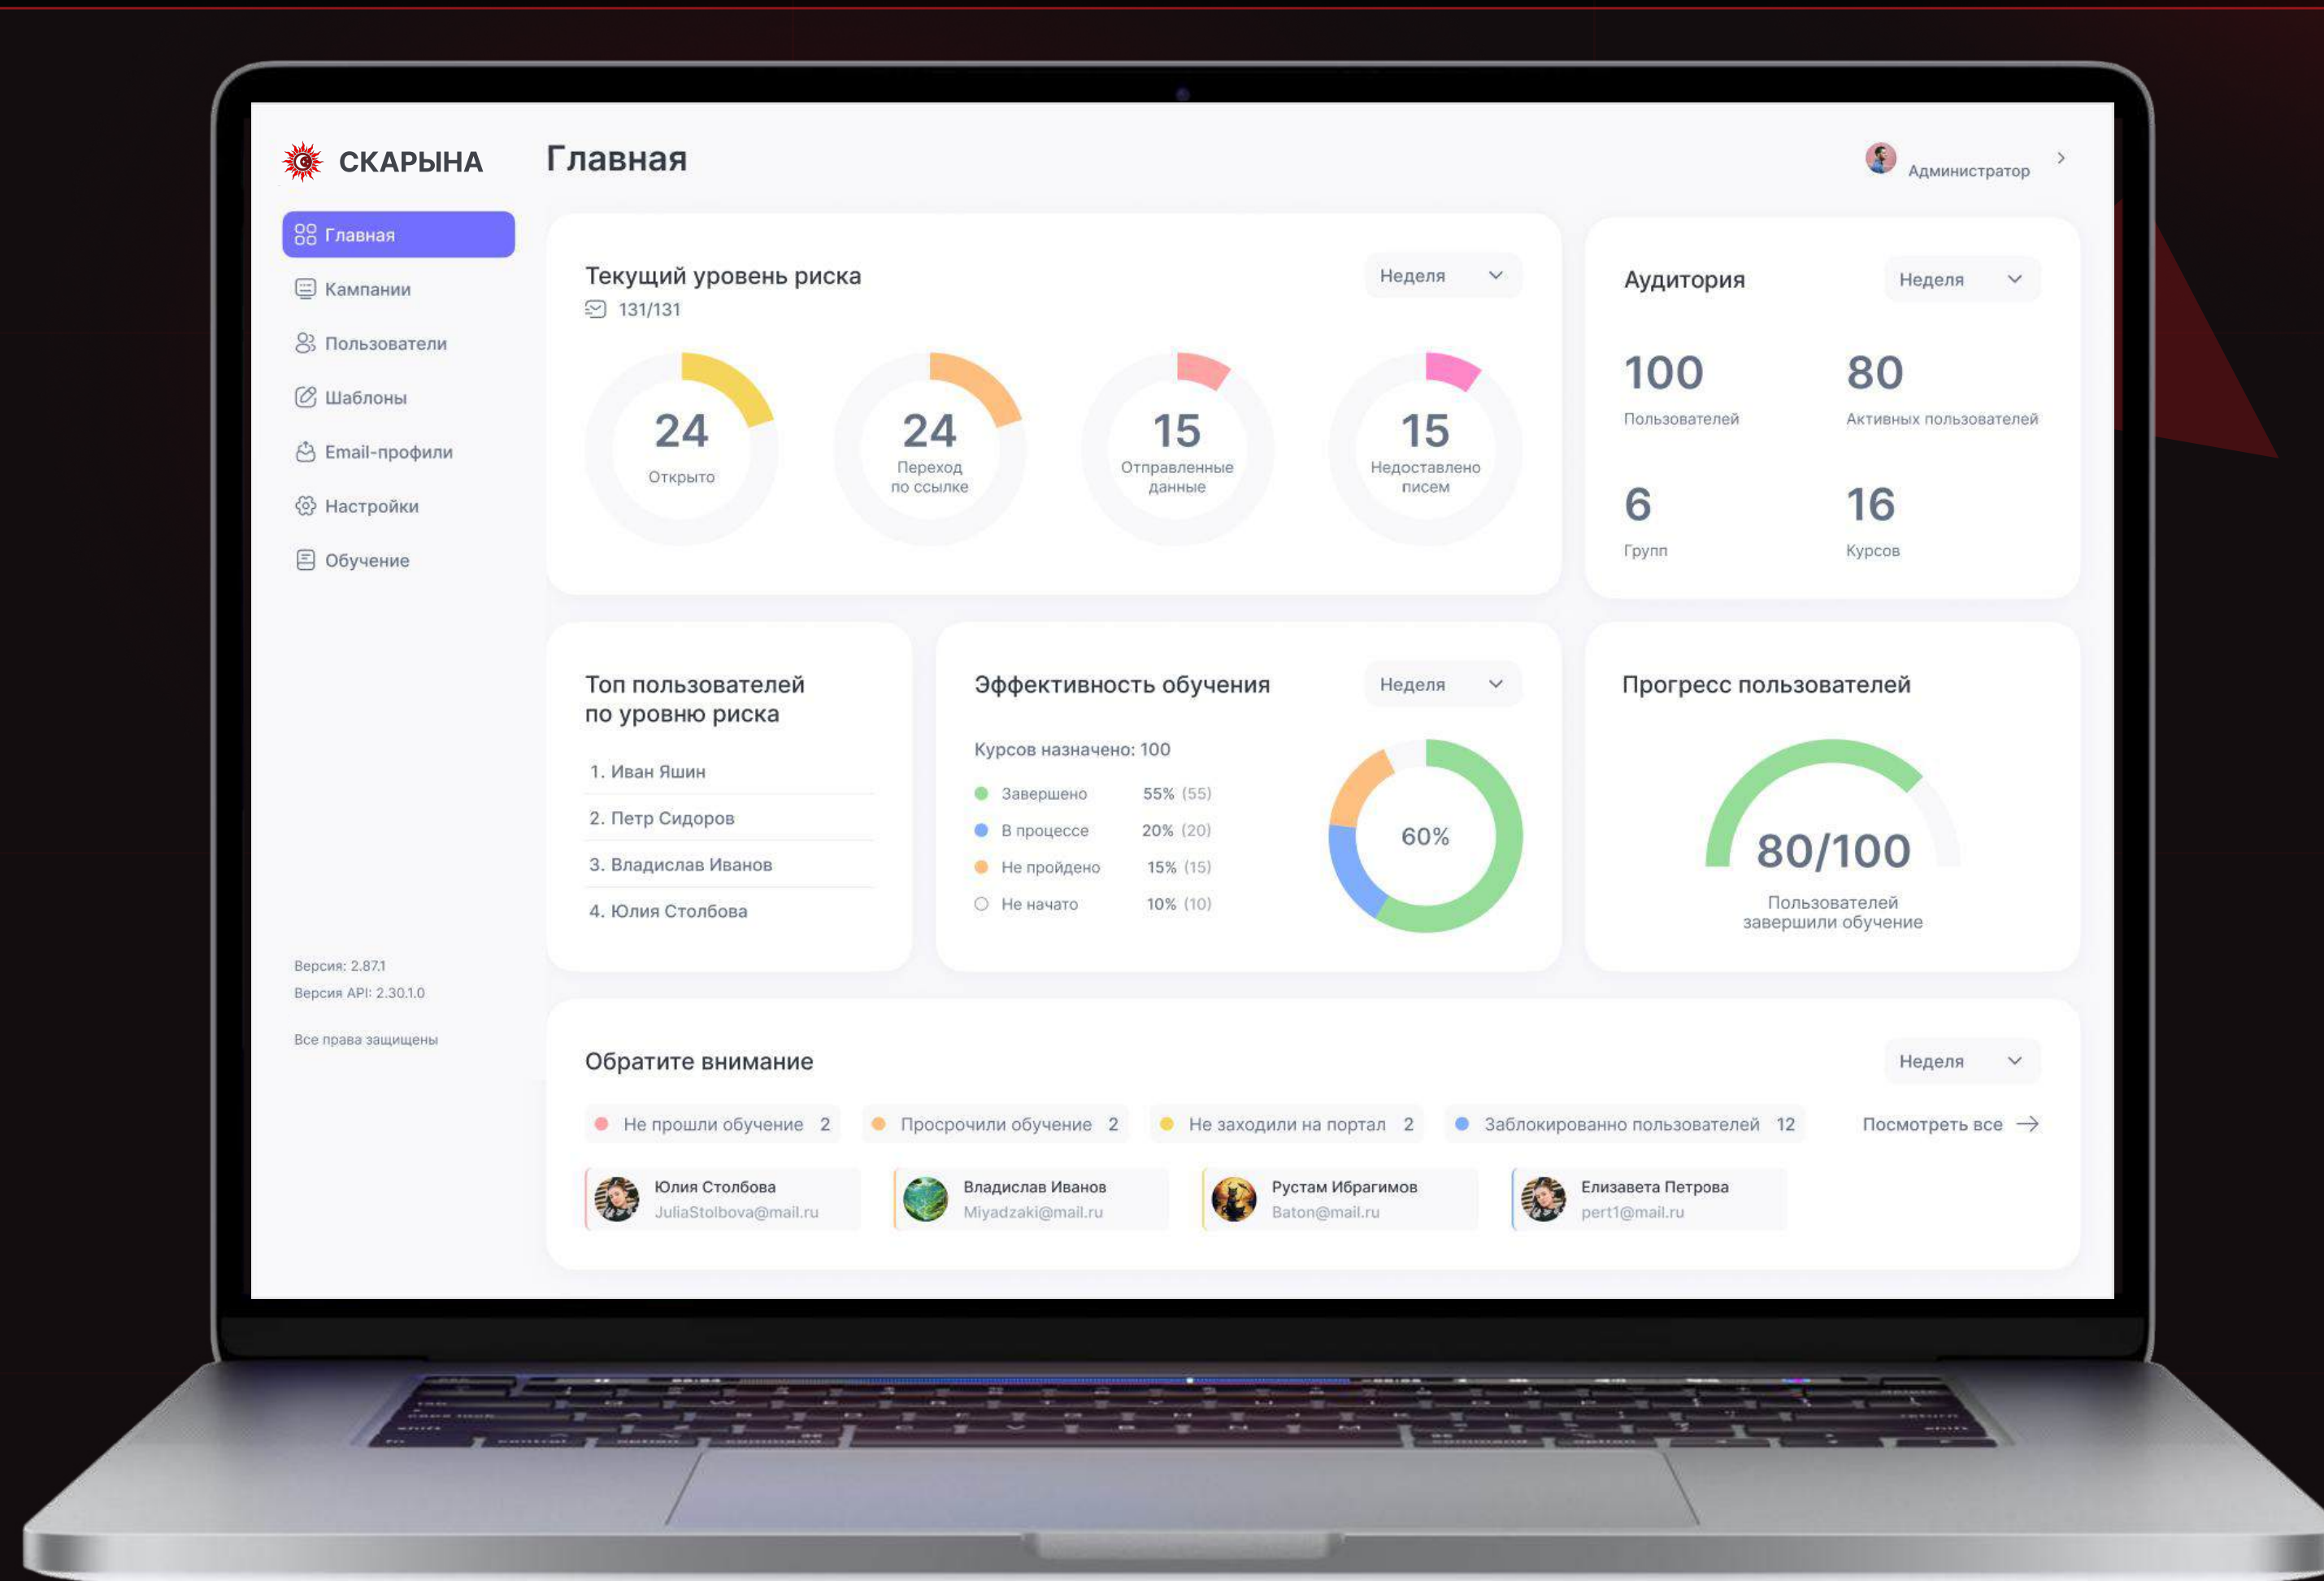 СКАРЫНА
Главная
Администратор
Главная
Кампании
Пользователи
Шаблоны
Email-профили
Настройки
Обучение
Версия: 2.87.1
Версия API: 2.30.1.0
Все права защищены
Текущий уровень риска
Неделя
131/131
24
Открыто
24
Переход
по ссылке
15
Отправленные
данные
15
Недоставлено
писем
Аудитория
Неделя
100
Пользователей
80
Активных пользователей
6
Групп
16
Курсов
Топ пользователей
по уровню риска
1. Иван Яшин
2. Петр Сидоров
3. Владислав Иванов
4. Юлия Столбова
Эффективность обучения
Неделя
Курсов назначено: 100
Завершено 55% (55)
В процессе 20% (20)
Не пройдено 15% (15)
Не начато 10% (10)
60%
Прогресс пользователей
80/100
Пользователей
завершили обучение
Обратите внимание
Неделя
Не прошли обучение 2
Просрочили обучение 2
Не заходили на портал 2
Заблокированно пользователей 12
Посмотреть все
Юлия Столбова
JuliaStolbova@mail.ru
Владислав Иванов
Miyadzaki@mail.ru
Рустам Ибрагимов
Baton@mail.ru
Елизавета Петрова
pert1@mail.ru